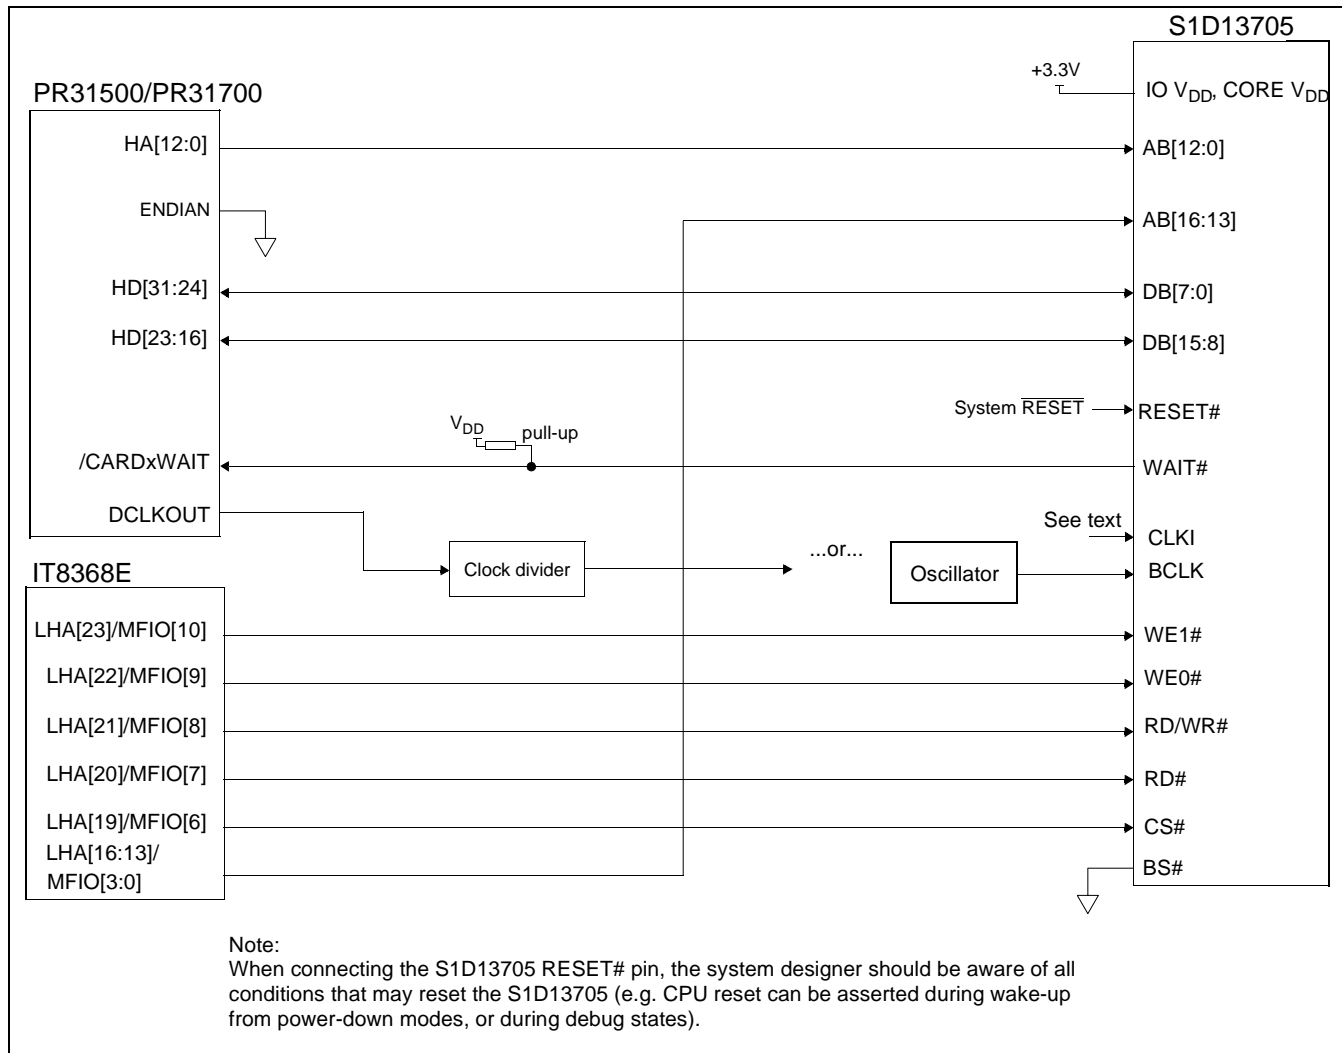 S1D13705
+3.3V
IO VDD, CORE VDD
PR31500/PR31700
HA[12:0]
AB[12:0]
ENDIAN
AB[16:13]
HD[31:24]
DB[7:0]
HD[23:16]
DB[15:8]
System RESET
RESET#
VDD
pull-up
/CARDxWAIT
WAIT#
DCLKOUT
See text
CLKI
...or...
Clock divider
Oscillator
BCLK
IT8368E
LHA[23]/MFIO[10]
WE1#
LHA[22]/MFIO[9]
WE0#
LHA[21]/MFIO[8]
RD/WR#
LHA[20]/MFIO[7]
RD#
LHA[19]/MFIO[6]
CS#
LHA[16:13]/
MFIO[3:0]
BS#
Note:
When connecting the S1D13705 RESET# pin, the system designer should be aware of all
conditions that may reset the S1D13705 (e.g. CPU reset can be asserted during wake-up
from power-down modes, or during debug states).